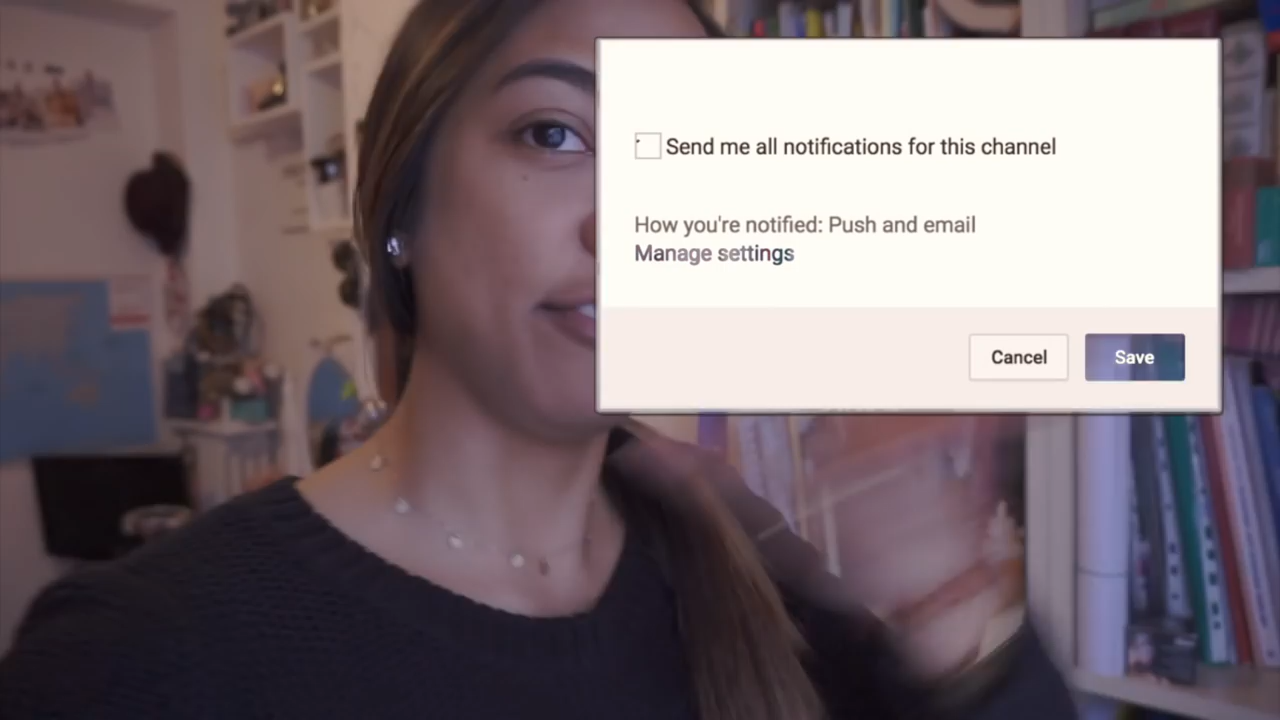 Send me all notifications for this channel
How you're notified: Push and email
Manage settings
Cancel
Save